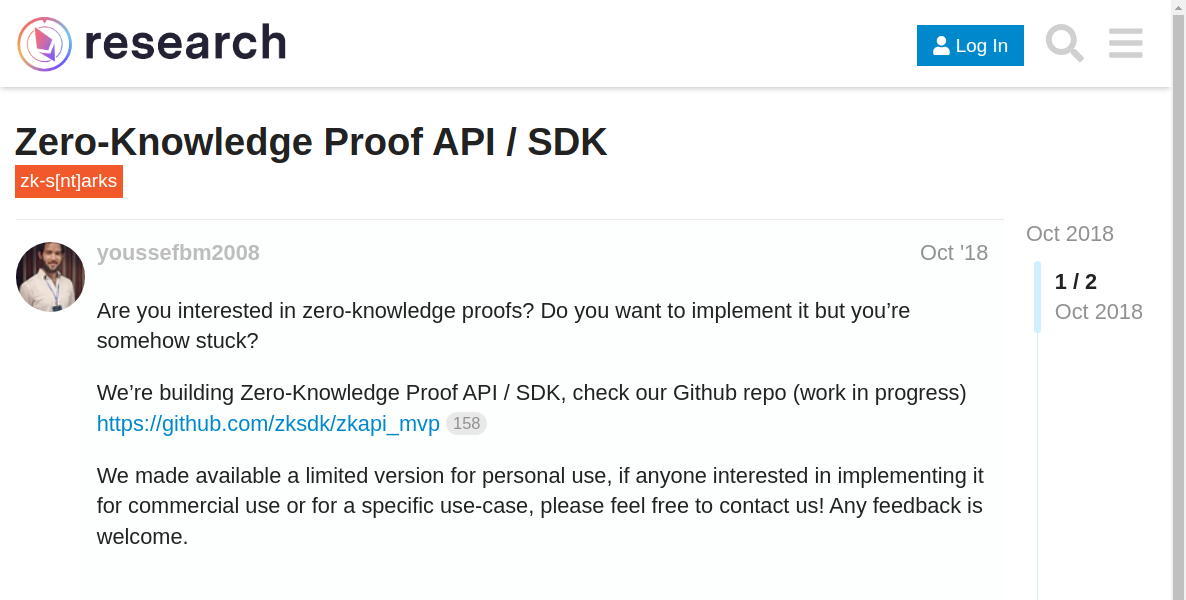 research
Log In
Zero-Knowledge Proof API / SDK
zk-s[nt]arks
Oct 2018
youssefbm2008
Oct '18
1 / 2
Oct 2018
Are you interested in zero-knowledge proofs? Do you want to implement it but you’re
somehow stuck?
We’re building Zero-Knowledge Proof API / SDK, check our Github repo (work in progress)
https://github.com/zksdk/zkapi_mvp 158
We made available a limited version for personal use, if anyone interested in implementing it
for commercial use or for a specific use-case, please feel free to contact us! Any feedback is
welcome.